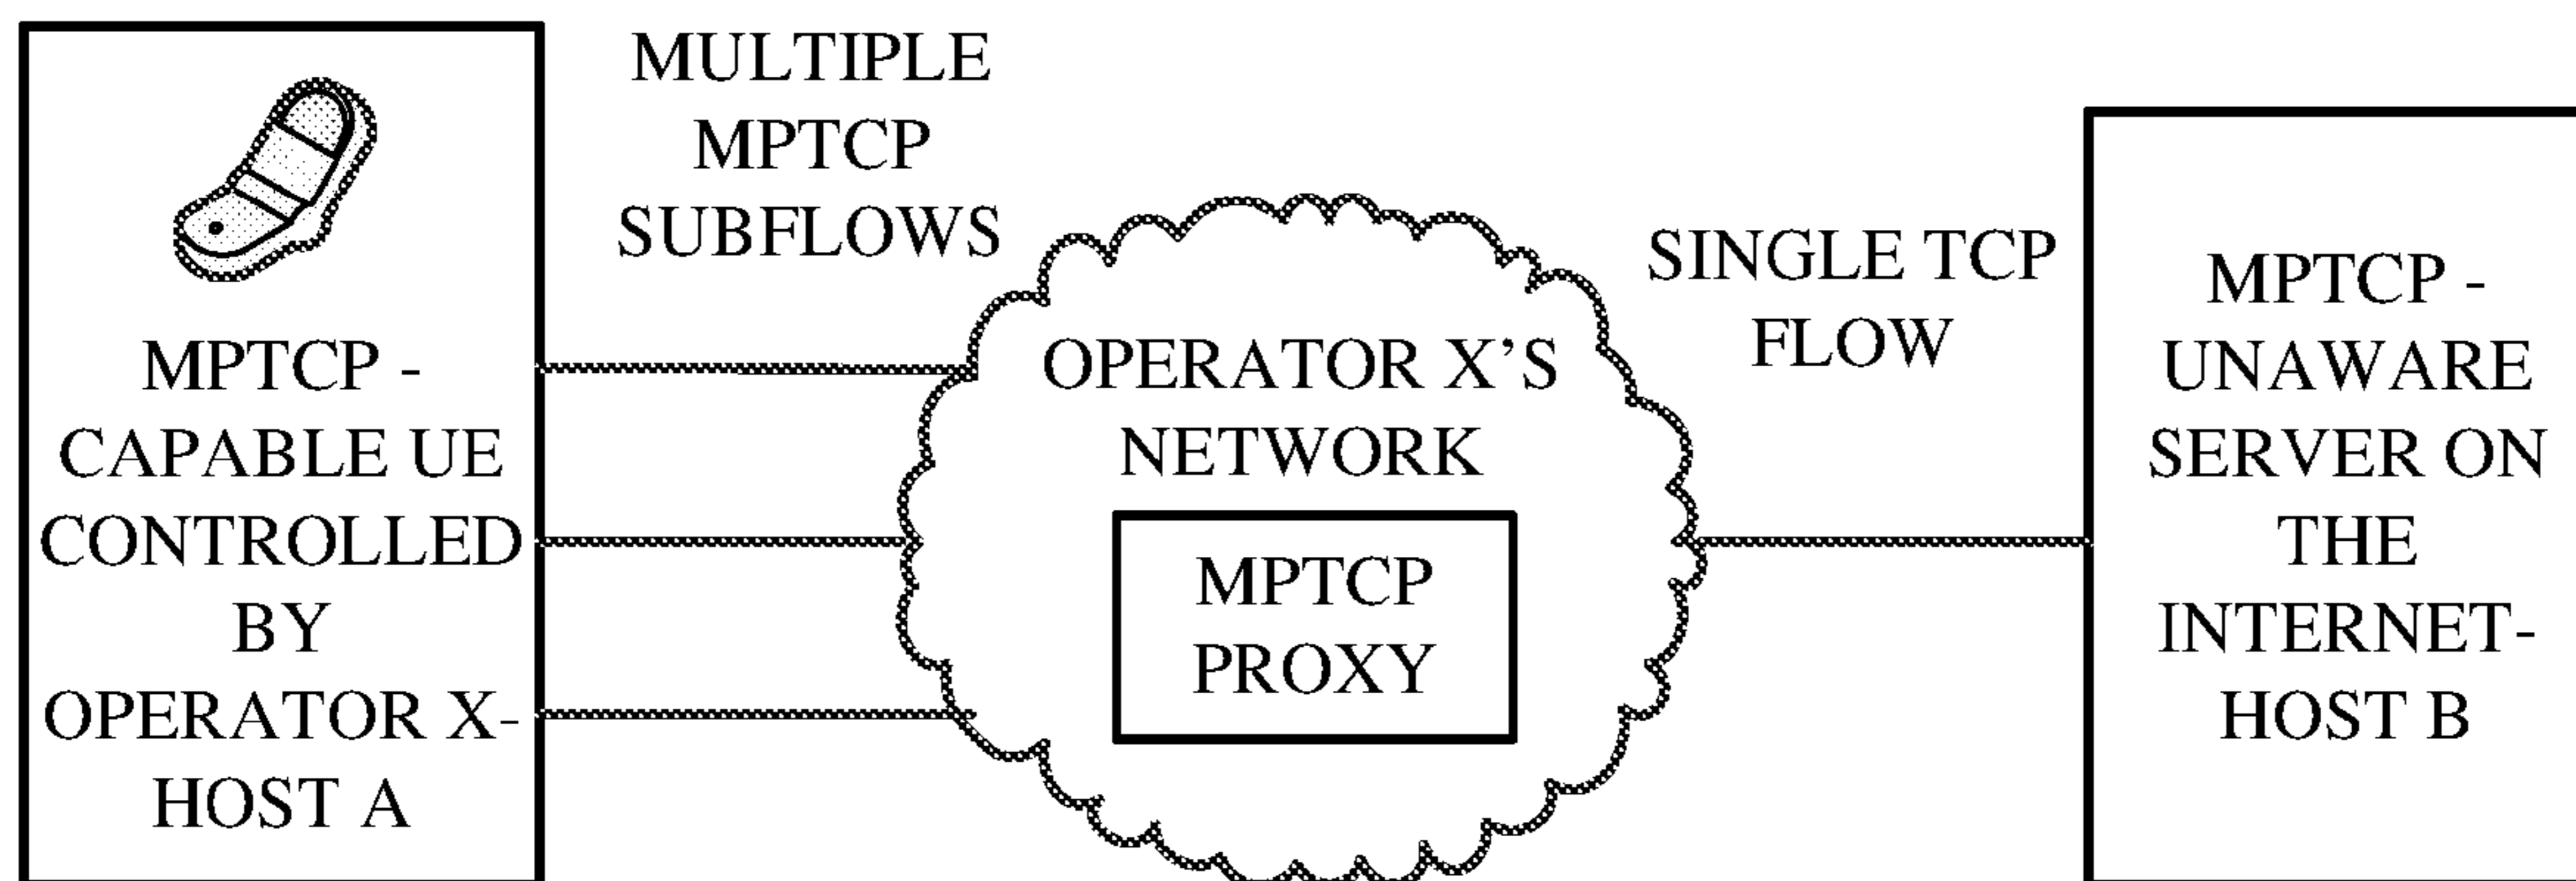 MPTCP -
CAPABLE UE
CONTROLLED
BY
OPERATOR X-
HOST A
MULTIPLE
MPTCP
SUBFLOWS
OPERATOR X'S
NETWORK
MPTCP
PROXY
SINGLE TCP
FLOW
MPTCP -
UNAWARE
SERVER ON
THE
INTERNET-
HOST B